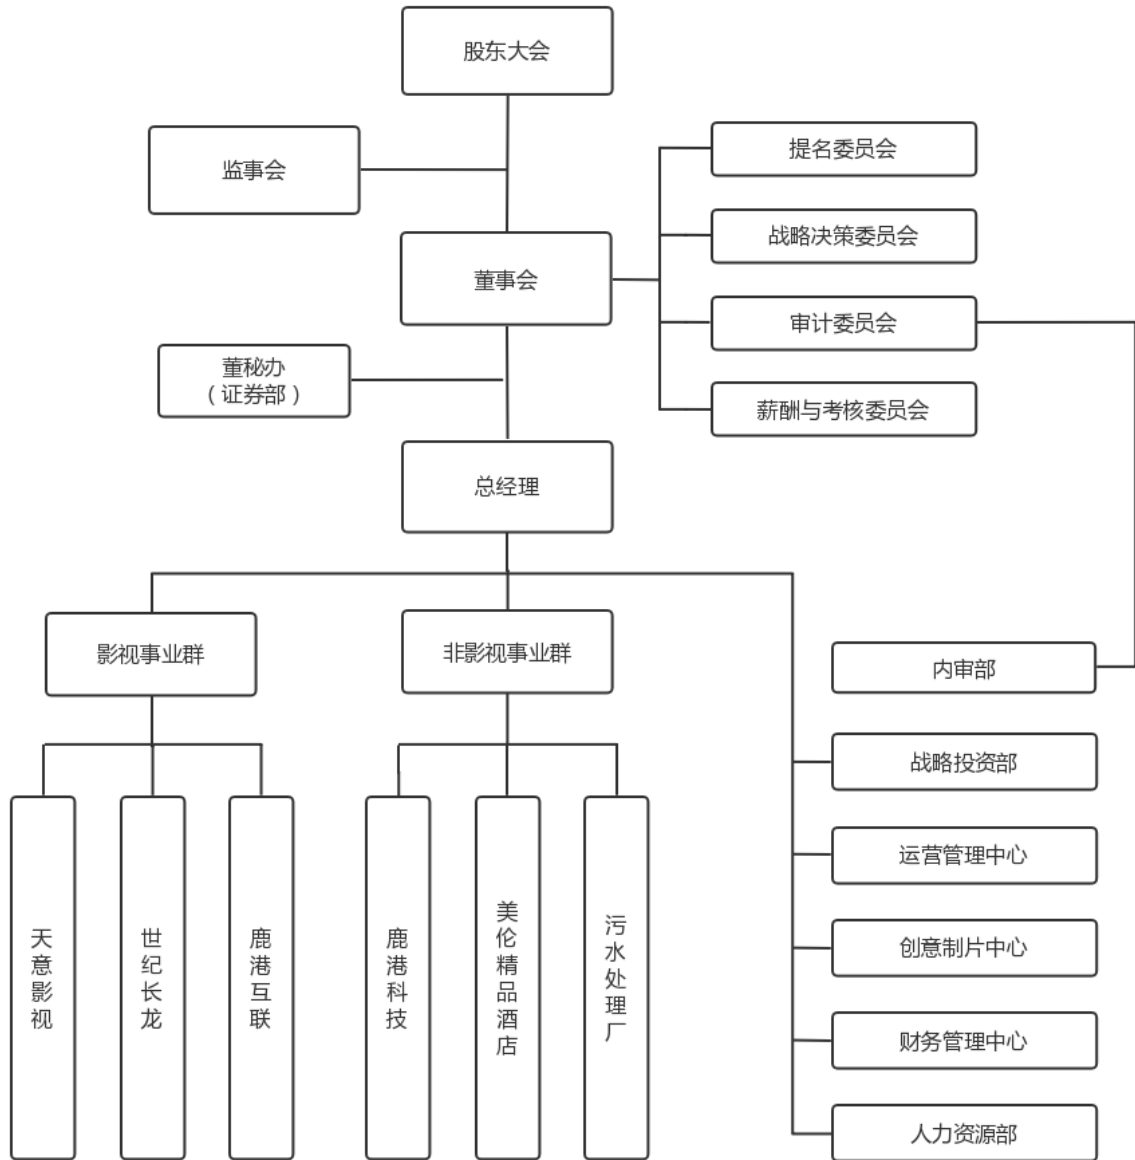 股东大会
监事会
提名委员会
战略决策委员会
董事会
审计委员会
董秘办
（证券部）
薪酬与考核委员会
总经理
影视事业群
非影视事业群
内审部
战略投资部
运营管理中心
创意制片中心
财务管理中心
人力资源部
天意影视
世纪长龙
鹿港互联
鹿港科技
美伦精品酒店
污水处理厂